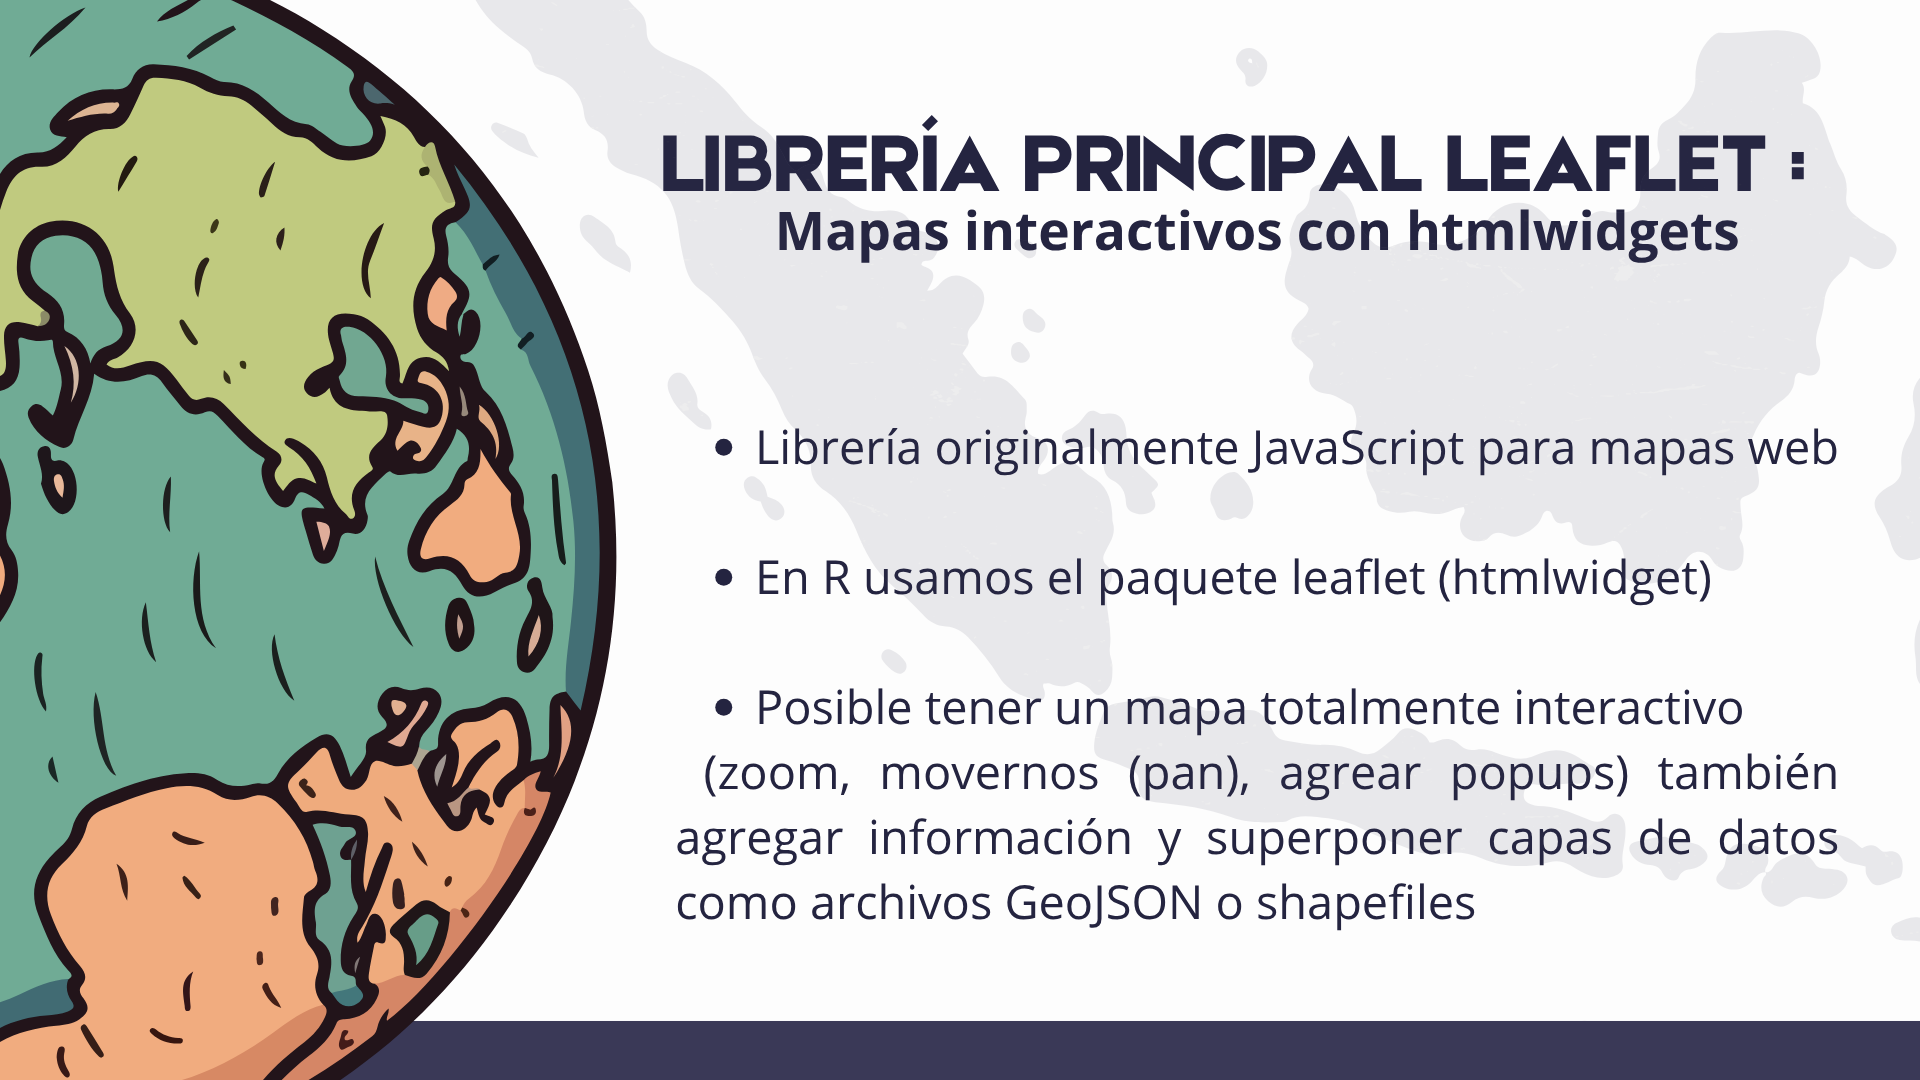 LIBRERÍA PRINCIPAL LEAFLET :
Mapas interactivos con htmlwidgets
• Librería originalmente JavaScript para mapas web
• En R usamos el paquete leaflet (htmlwidget)
• Posible tener un mapa totalmente interactivo
(zoom, movernos (pan), agrear popups) también
agregar información y superponer capas de datos
como archivos GeoJSON o shapefiles